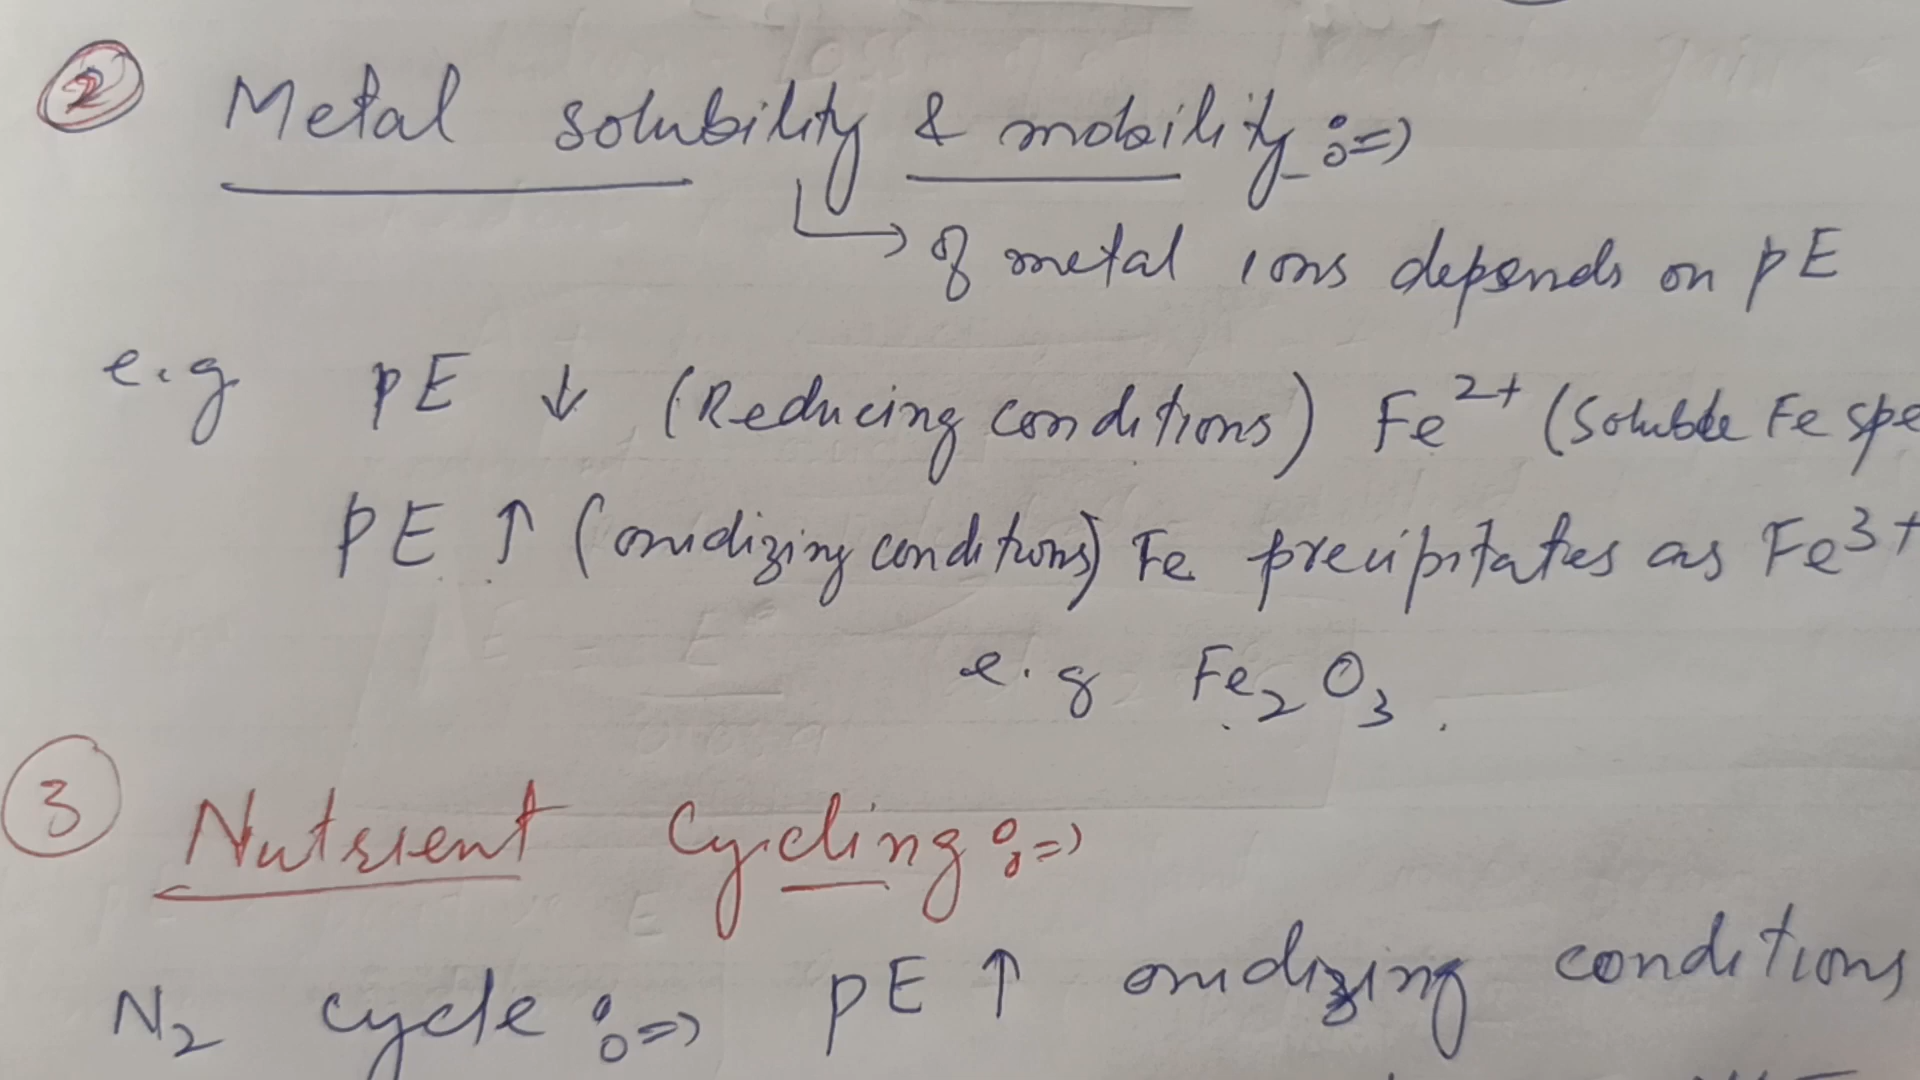 ② Metal solubility & mobility :⇒
↳ of metal ions depends on pE
e.g pE ↓ (Reducing conditions) Fe²⁺ (Soluble Fe spe
PE ↑ (oxidizing conditions) Fe precipitates as Fe³⁺
e.g. Fe₂O₃.
③ Nutrient Cycling :⇒
N₂ cycle :⇒ pE ↑ oxidizing conditions